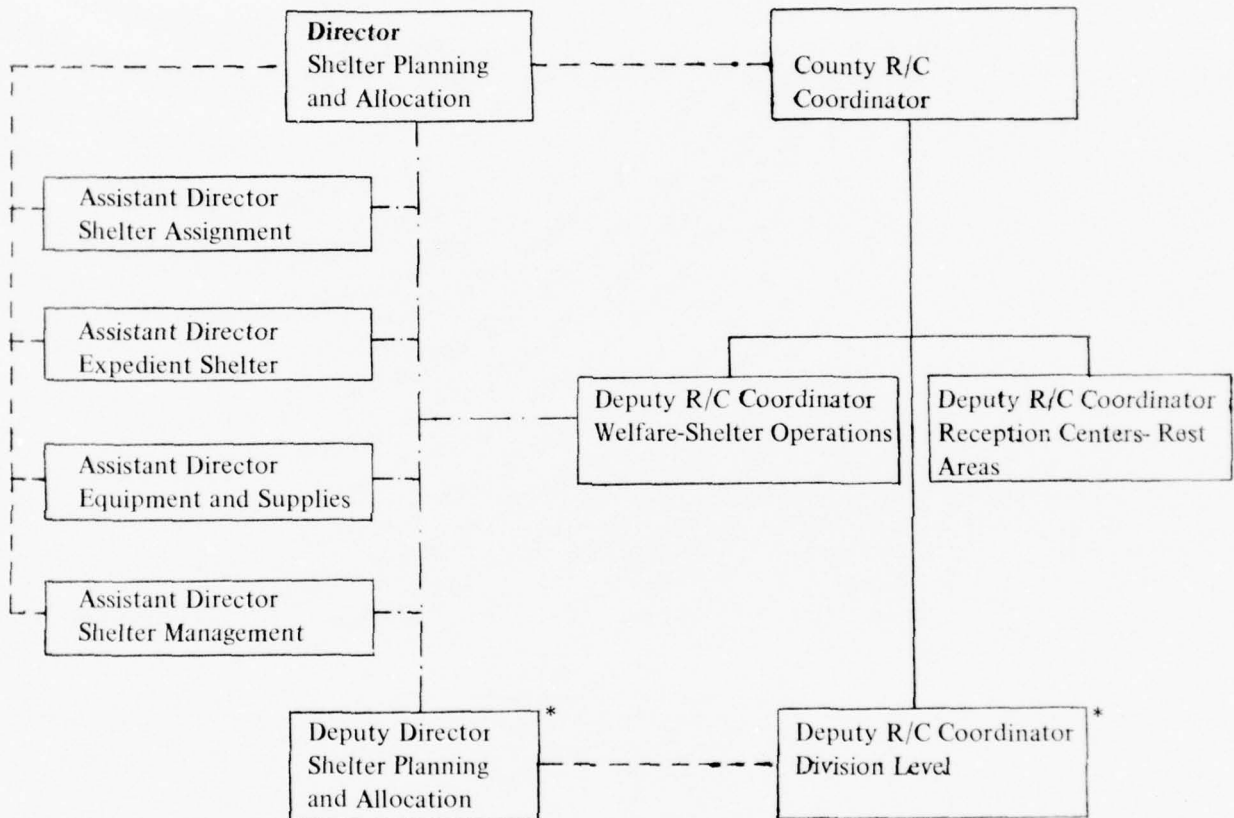 Director
Shelter Planning
and Allocation
County R/C
Coordinator
Assistant Director
Shelter Assignment
Assistant Director
Expedient Shelter
Deputy R/C Coordinator
Welfare-Shelter Operations
Deputy R/C Coordinator
Reception Centers- Rest
Areas
Assistant Director
Equipment and Supplies
Assistant Director
Shelter Management
Deputy Director *
Shelter Planning
and Allocation
Deputy R/C Coordinator *
Division Level